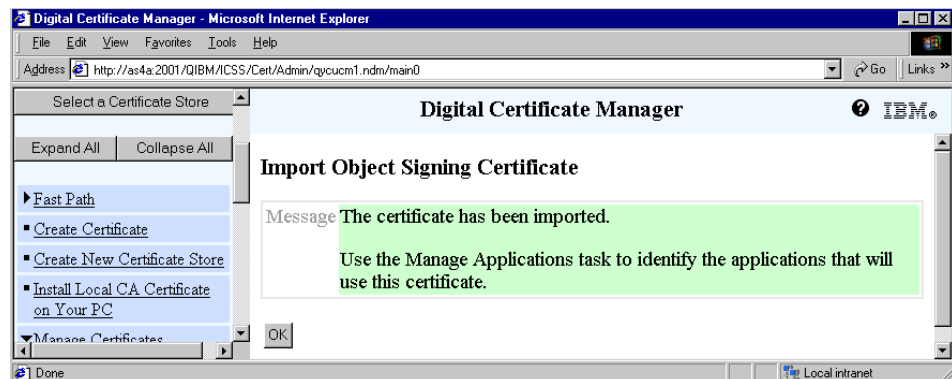 Digital Certificate Manager - Microsoft Internet Explorer
File Edit View Favorites Tools Help
Address http://as4a:2001/QIBM/ICSS/Cert/Admin/qycucm1.ndm/main0 Go Links »
Select a Certificate Store
Expand All Collapse All
Fast Path
Create Certificate
Create New Certificate Store
Install Local CA Certificate
on Your PC
Manage Certificates
Digital Certificate Manager
IBM®
Import Object Signing Certificate
Message The certificate has been imported.
Use the Manage Applications task to identify the applications that will
use this certificate.
OK
Done Local intranet